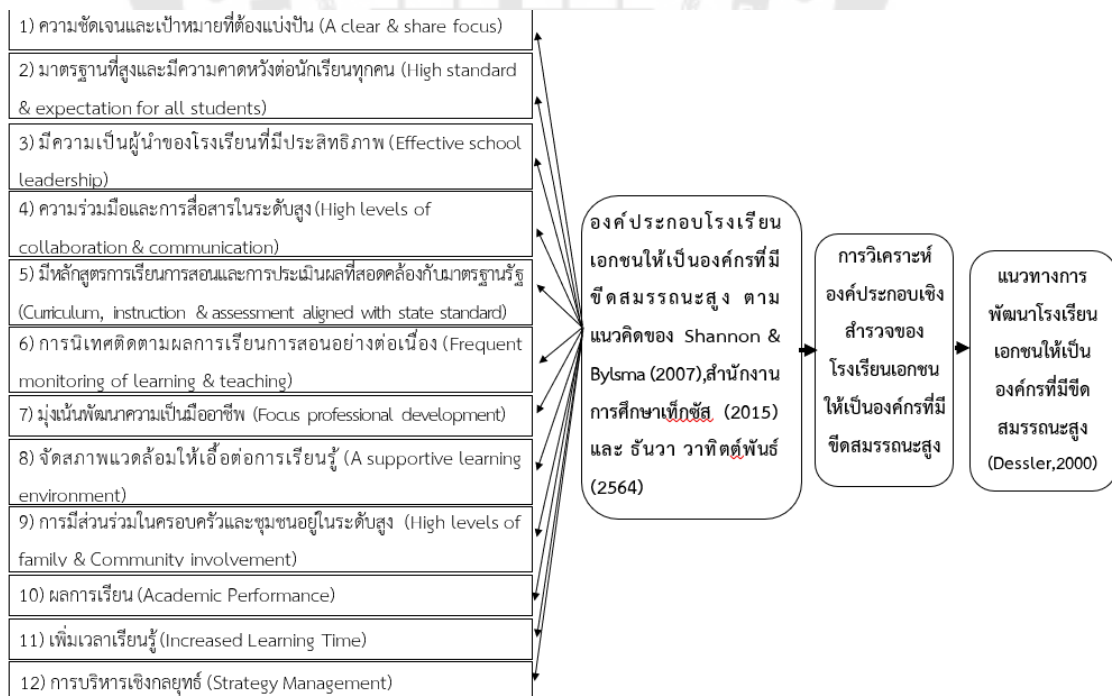 1) ความชัดเจนและเป้าหมายที่ต้องแบ่งปัน (A clear & share focus)
2) มาตรฐานที่สูงและมีความคาดหวังต่อนักเรียนทุกคน (High standard
& expectation for all students)
3) มีความเป็นผู้นำของโรงเรียนที่มีประสิทธิภาพ (Effective school
leadership)
4) ความร่วมมือและการสื่อสารในระดับสูง (High levels of
collaboration & communication)
5) มีหลักสูตรการเรียนการสอนและการประเมินผลที่สอดคล้องกับมาตรฐานรัฐ
(Curriculum, instruction & assessment aligned with state standard)
6) การนิเทศติดตามผลการเรียนการสอนอย่างต่อเนื่อง (Frequent
monitoring of learning & teaching)
7) มุ่งเน้นพัฒนาความเป็นมืออาชีพ (Focus professional development)
8) จัดสภาพแวดล้อมให้เอื้อต่อการเรียนรู้ (A supportive learning
environment)
9) การมีส่วนร่วมในครอบครัวและชุมชนอยู่ในระดับสูง (High levels of
family & Community involvement)
10) ผลการเรียน (Academic Performance)
11) เพิ่มเวลาเรียนรู้ (Increased Learning Time)
12) การบริหารเชิงกลยุทธ์ (Strategy Management)
องค์ประกอบโรงเรียน
เอกชนให้เป็นองค์กรที่มี
ขีดสมรรถนะสูง ตาม
แนวคิดของ Shannon &
Bylsma (2007),สำนักงาน
การศึกษาเท็กซัส (2015)
และ ธันวา วาทิตต์พันธ์
(2564)
การวิเคราะห์
องค์ประกอบเชิง
สำรวจของ
โรงเรียนเอกชน
ให้เป็นองค์กรที่มี
ขีดสมรรถนะสูง
แนวทางการ
พัฒนาโรงเรียน
เอกชนให้เป็น
องค์กรที่มีขีด
สมรรถนะสูง
(Dessler,2000)